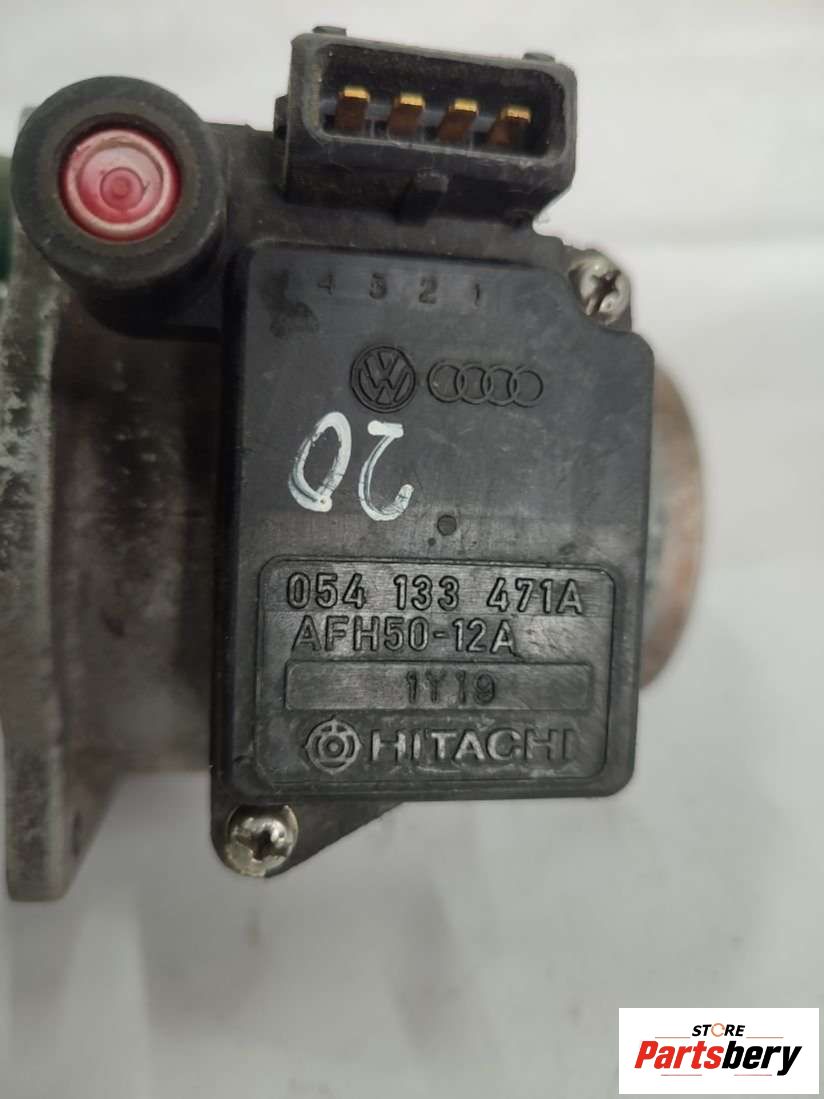 4 3 2 1
20
054 133 471A
AFH50-12A
1Y19
HITACHI
STORE
Partsbery